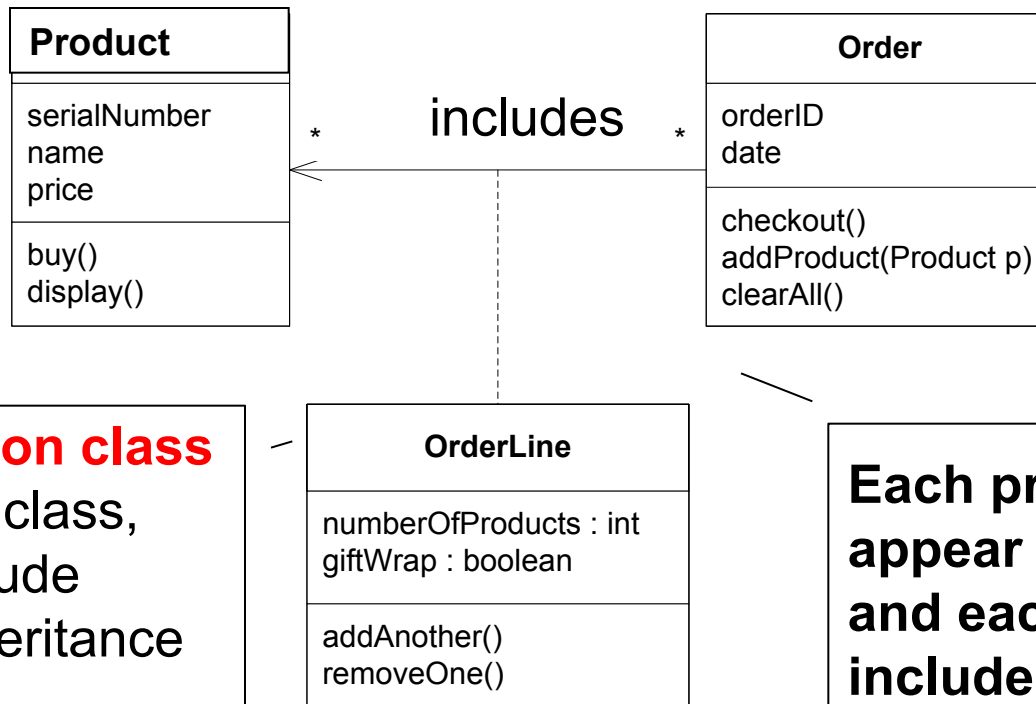 Product
serialNumber
name
price
buy()
display()
* includes *
Order
orderID
date
checkout()
addProduct(Product p)
clearAll()
on class
class,
ude
eritance
OrderLine
numberOfProducts : int
giftWrap : boolean
addAnother()
removeOne()
Each pr
appear
and eac
include